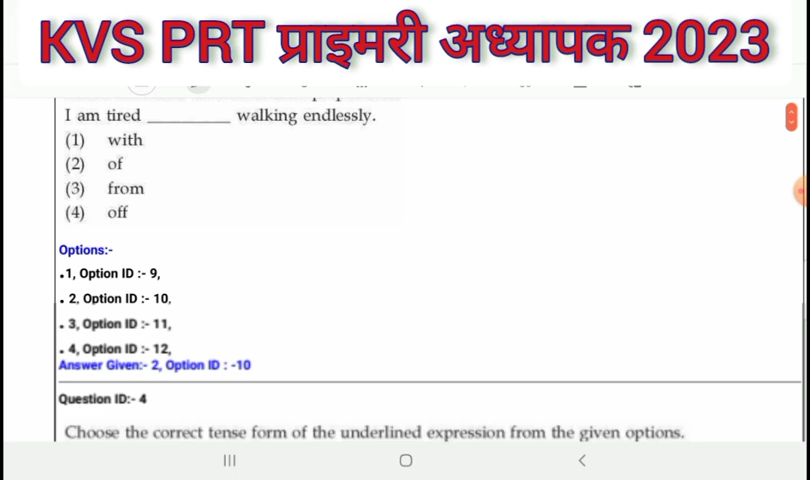 KVS PRT प्राइमरी अध्यापक 2023
I am tired ________ walking endlessly.
(1) with
(2) of
(3) from
(4) off
Options:-
.1, Option ID :- 9,
. 2, Option ID :- 10,
. 3, Option ID :- 11,
. 4, Option ID :- 12,
Answer Given:- 2, Option ID : -10
Question ID:- 4
Choose the correct tense form of the underlined expression from the given options.